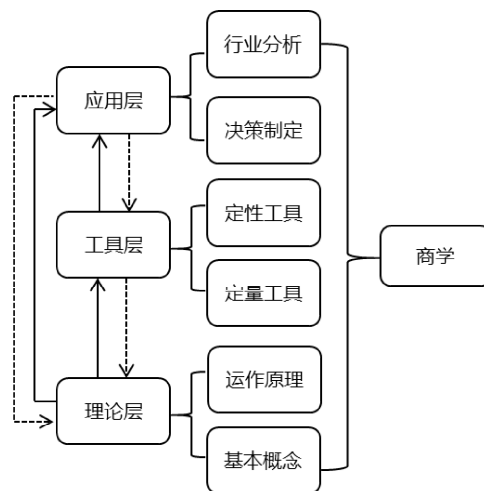 行业分析
应用层
决策制定
定性工具
工具层
商学
定量工具
运作原理
理论层
基本概念